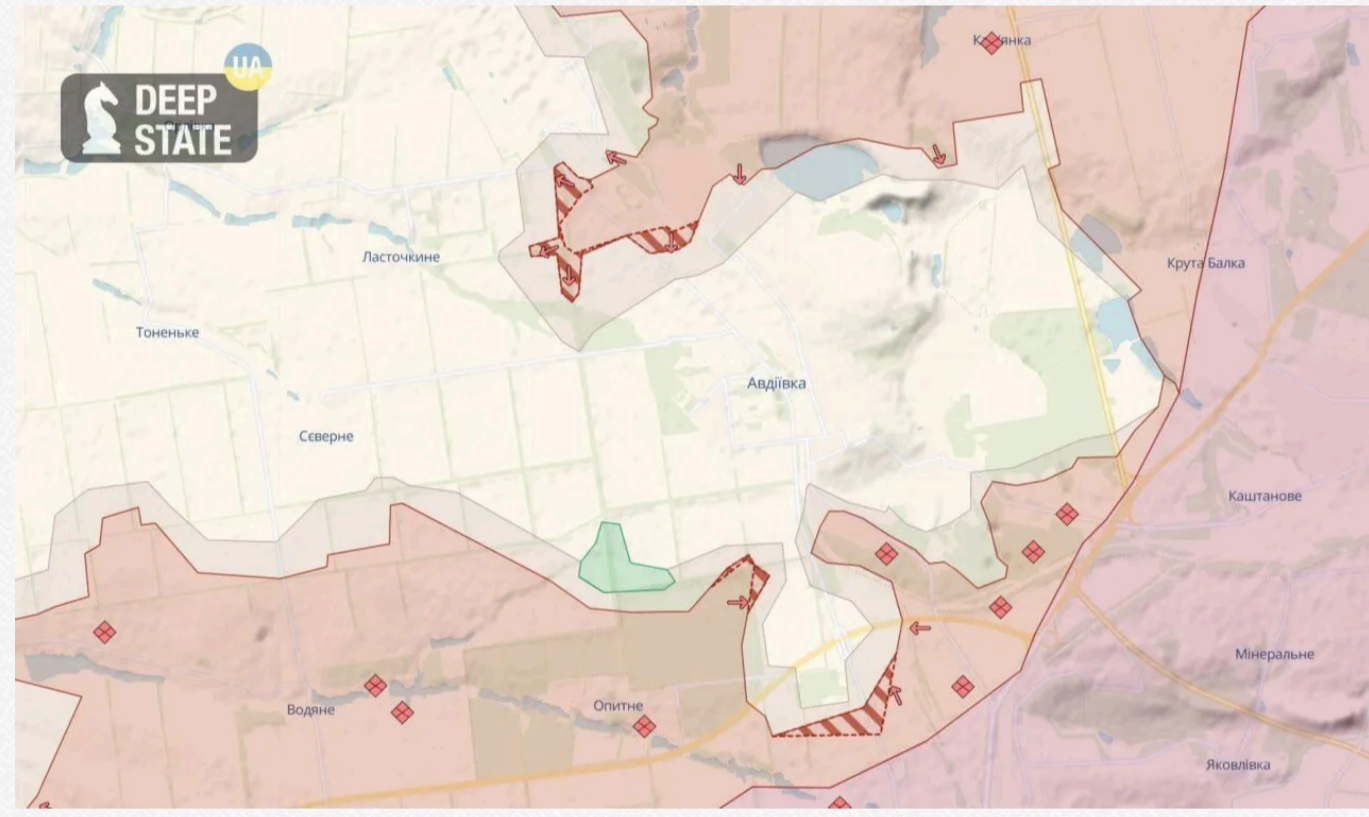 UA
DEEP
STATE
Ласточкине
Крута Балка
Тоненьке
Авдіївка
Сєверне
Каштанове
Мінеральне
Водяне
Опитне
Яковлівка